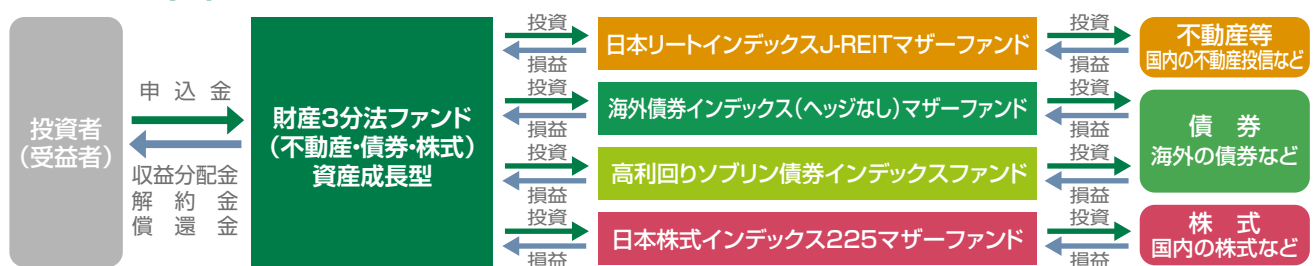 投資者
（受益者）
申込金
収益分配金
解約金
償還金
財産3分法ファンド
（不動産・債券・株式）
資産成長型
投資
損益
日本リートインデックスJ-REITマザーファンド
投資
損益
不動産等
国内の不動産投信など
投資
損益
海外債券インデックス（ヘッジなし）マザーファンド
投資
損益
債券
海外の債券など
投資
損益
高利回りソブリン債券インデックスファンド
投資
損益
投資
損益
日本株式インデックス225マザーファンド
投資
損益
株式
国内の株式など